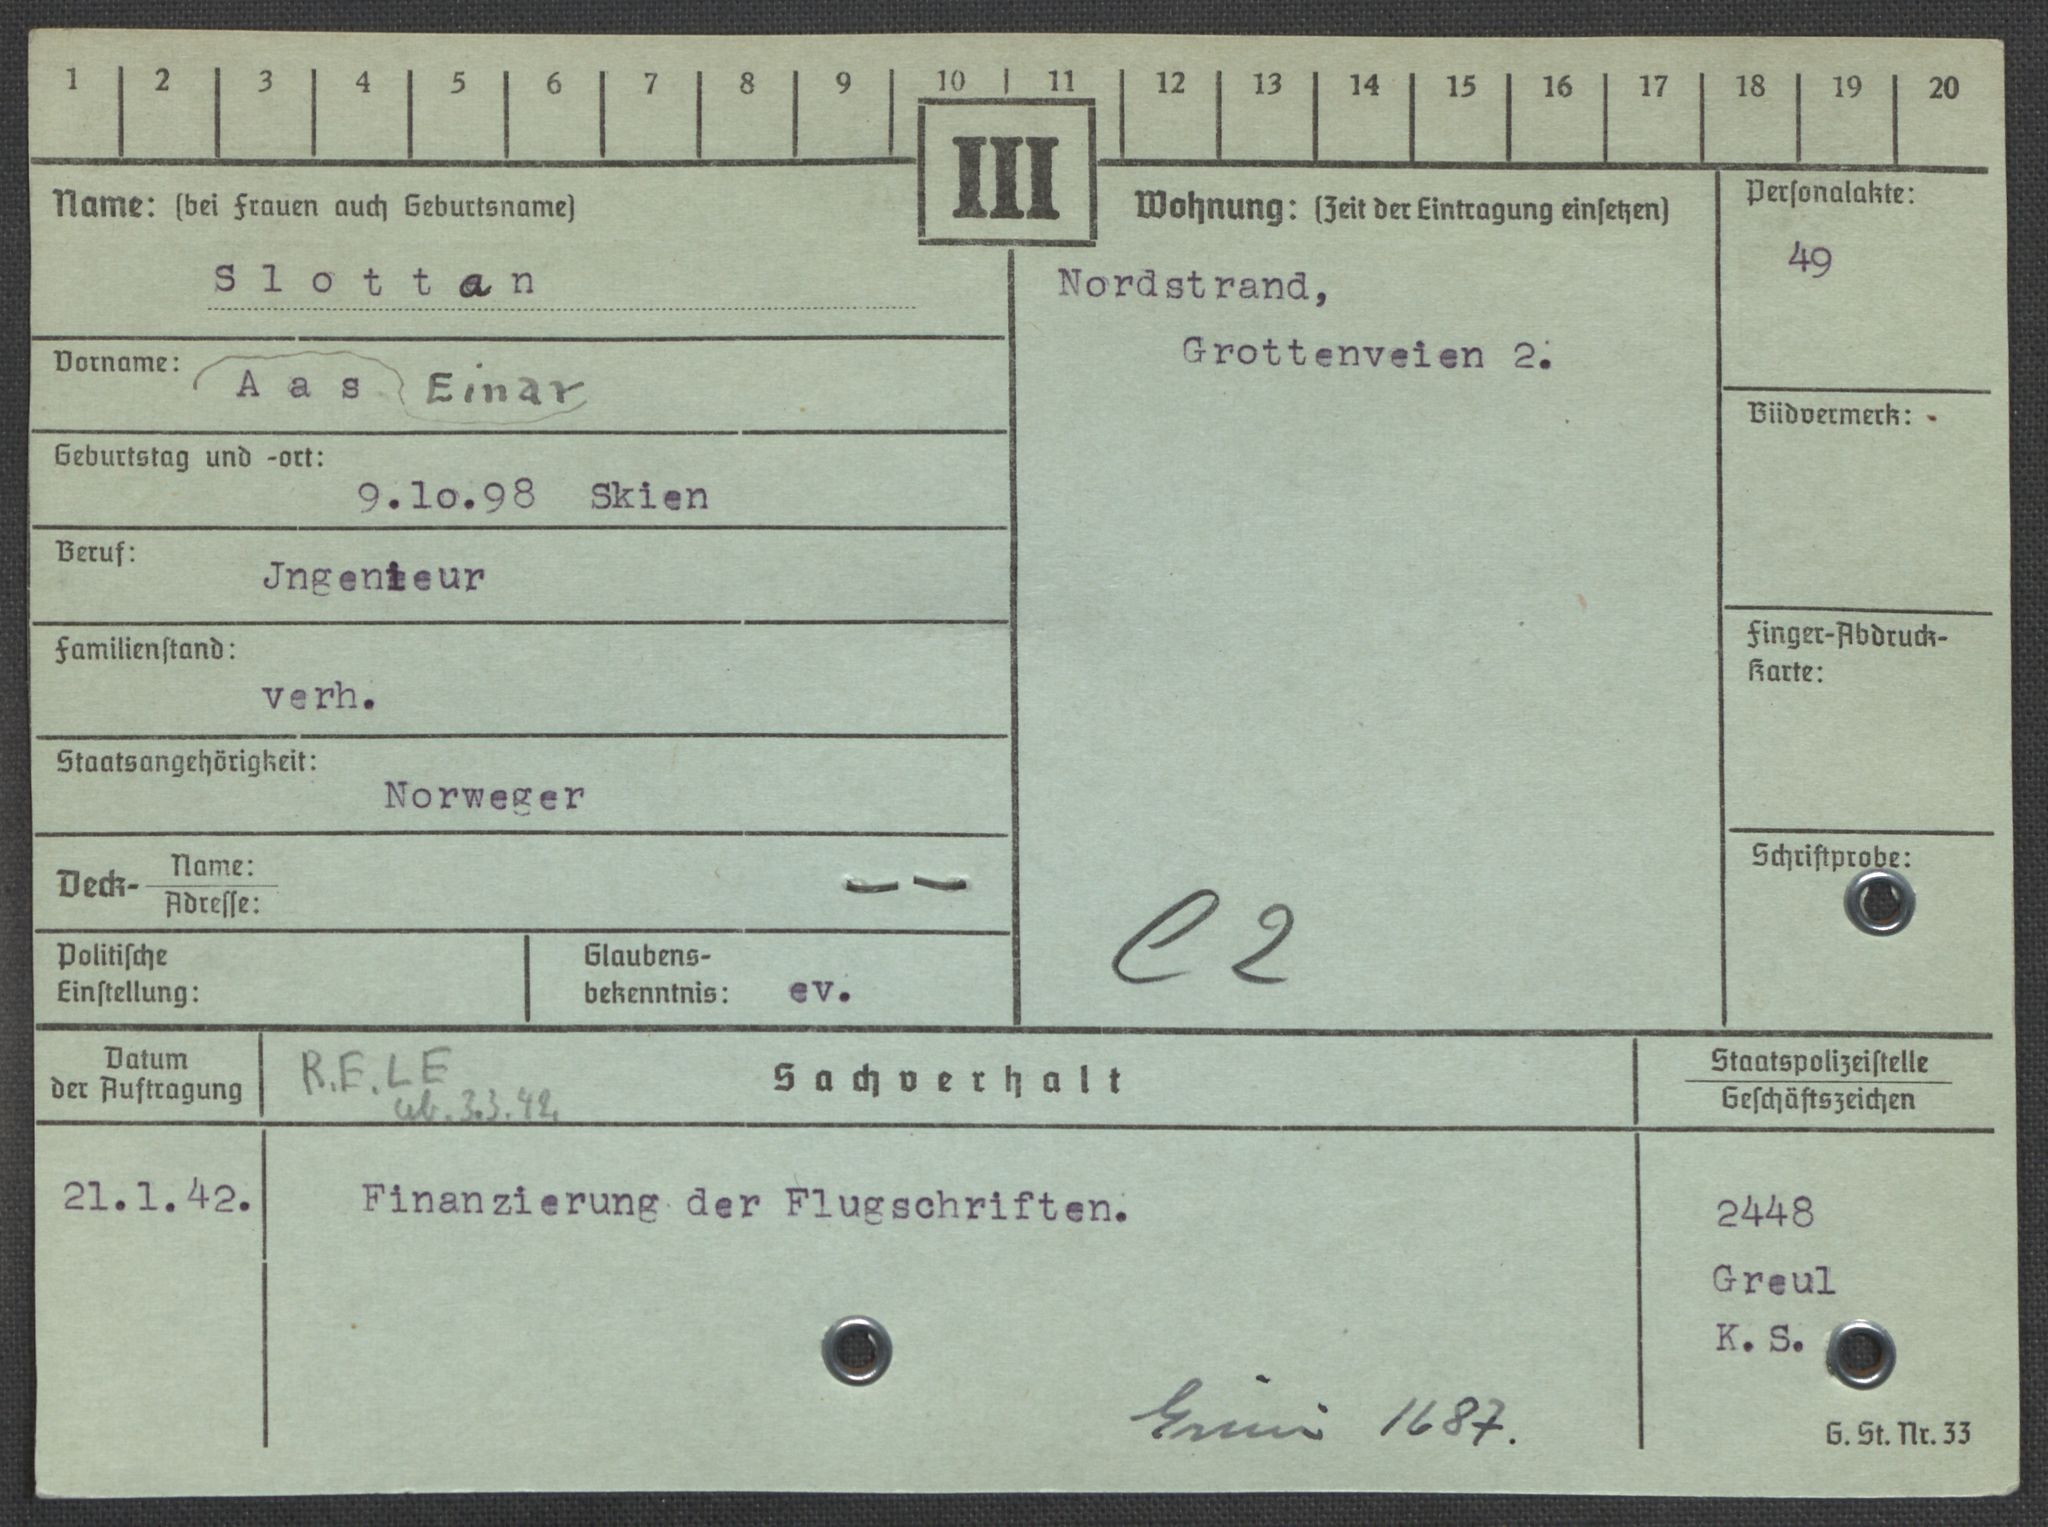 1 2 3 4 5 6 7 8 9 10 11 12 13 14 15 16 17 18 19 20
III
Name: (bei Frauen auch Geburtsname)
Slottan
Vorname:
Aas Einar
Geburtstag und -ort:
9.lo.98 Skien
Beruf:
Jngenieur
Familienstand:
verh.
Staatsangehörigkeit:
Norweger
Deck- Name:
Adresse:
Politische
Einstellung:
Glaubens-
bekenntnis: ev.
Wohnung: (Zeit der Eintragung einsetzen)
Nordstrand,
Grottenveien 2.
C 2
Personalakte:
49
Bildvermerk:
Finger-Abdruck-
Karte:
Schriftprobe:
Datum
der Auftragung
R.E.LE
ub. 3.3.42.
Sachverhalt
Staatspolizeistelle
Geschäftszeichen
21.1.42.
Finanzierung der Flugschriften.
2448
Greul
K. S.
1687.
G. St. Nr. 33